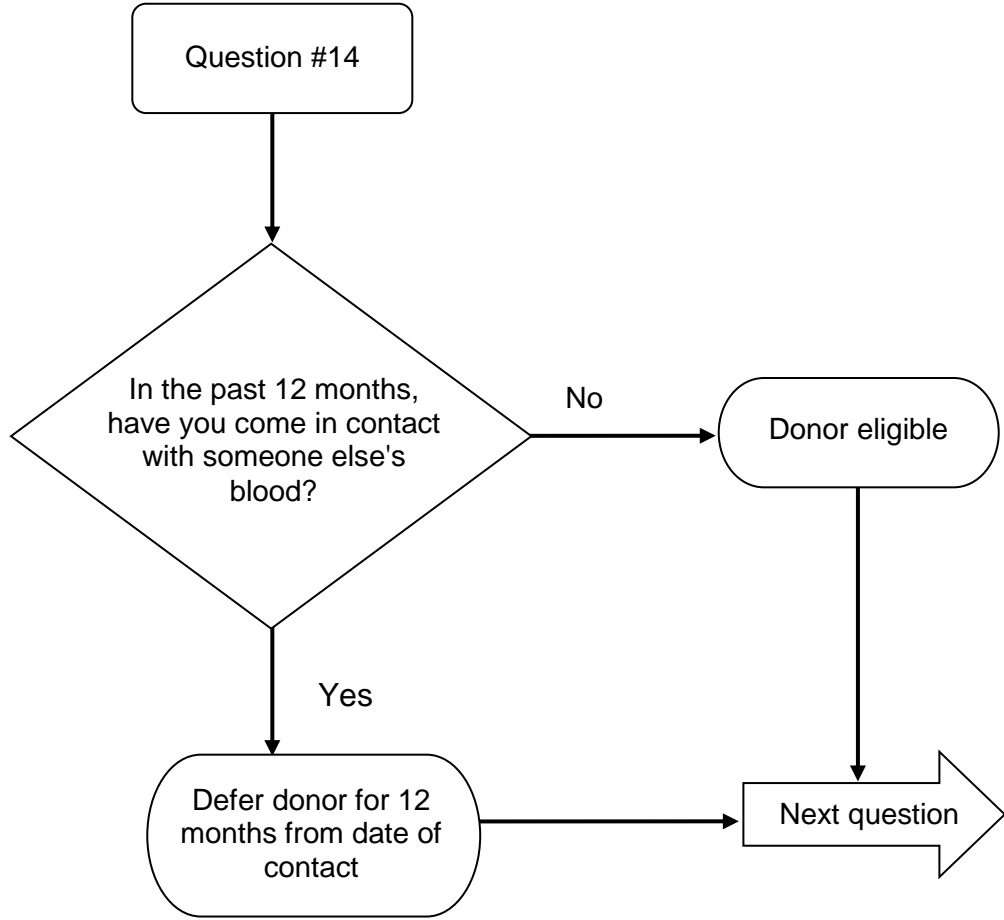 Question #14
In the past 12 months,
have you come in contact
with someone else's
blood?
No
Donor eligible
Yes
Defer donor for 12
months from date of
contact
Next question